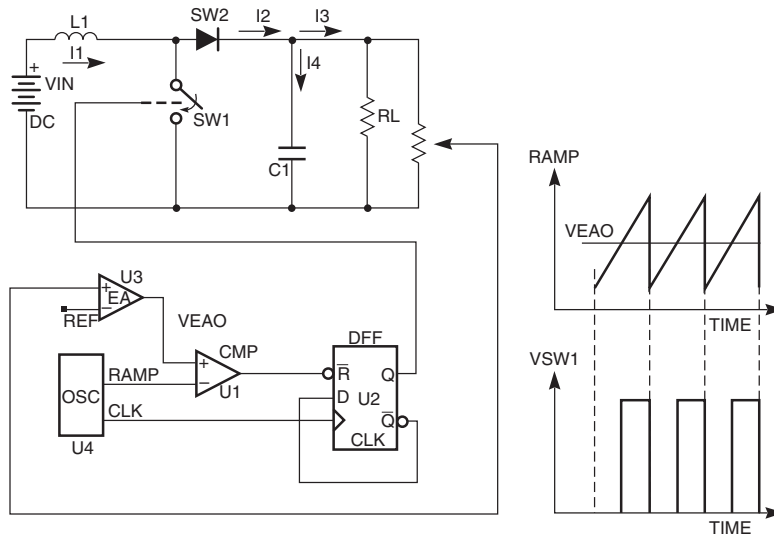 L1
SW2
I2
I3
I1
I4
+
VIN
DC
SW1
RL
C1
RAMP
VEAO
TIME
U3
+
EA
−
REF
VEAO
DFF
CMP
+
−
U1
R
Q
D
U2
Q
CLK
OSC
RAMP
CLK
U4
VSW1
TIME